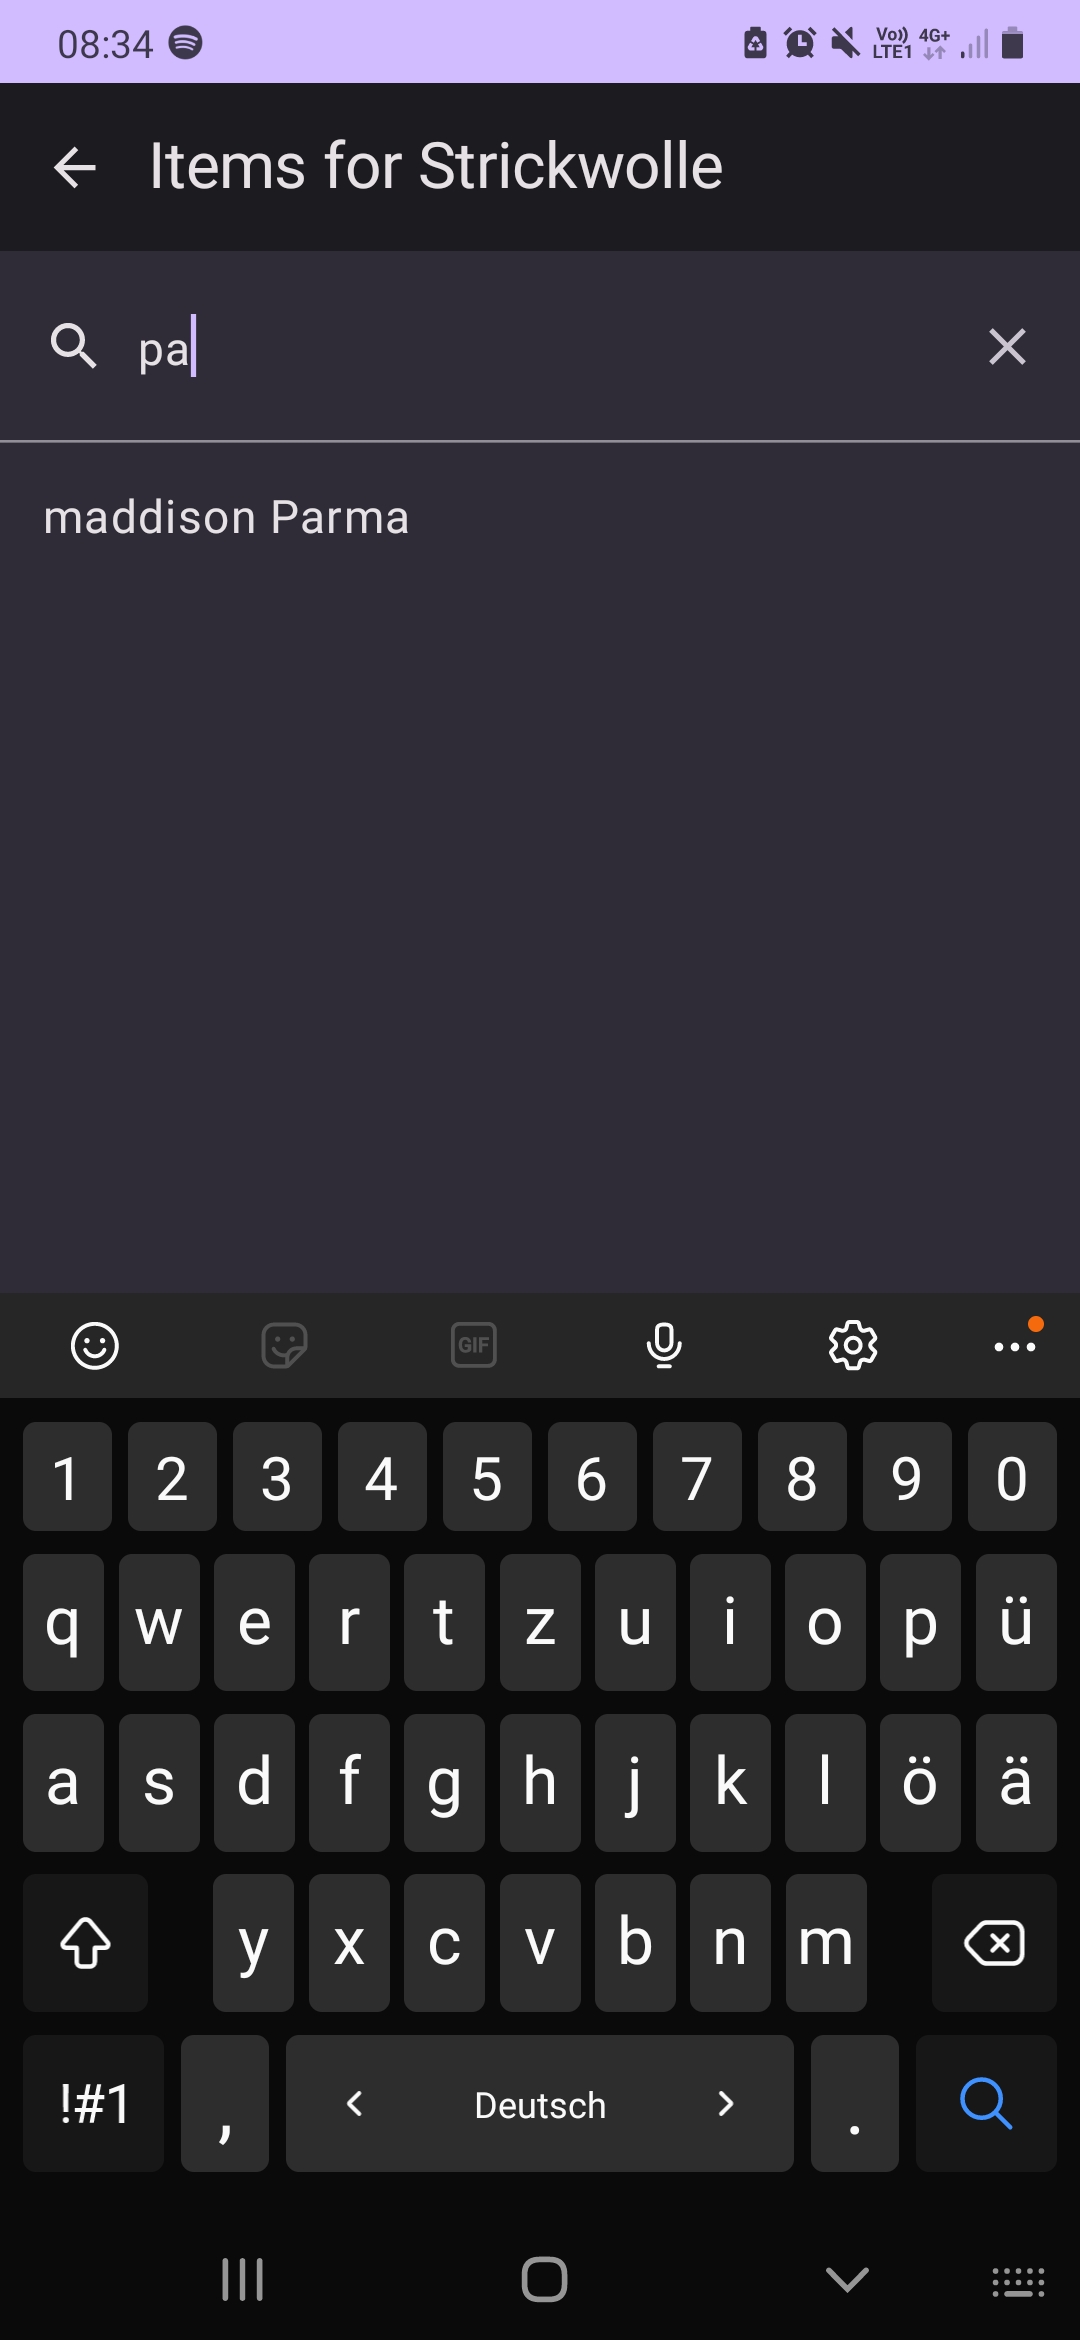 08:34
Vo)) LTE1 4G+
Items for Strickwolle
pa
maddison Parma
GIF
1 2 3 4 5 6 7 8 9 0
q w e r t z u i o p ü
a s d f g h j k l ö ä
y x c v b n m
!#1 , < Deutsch > .